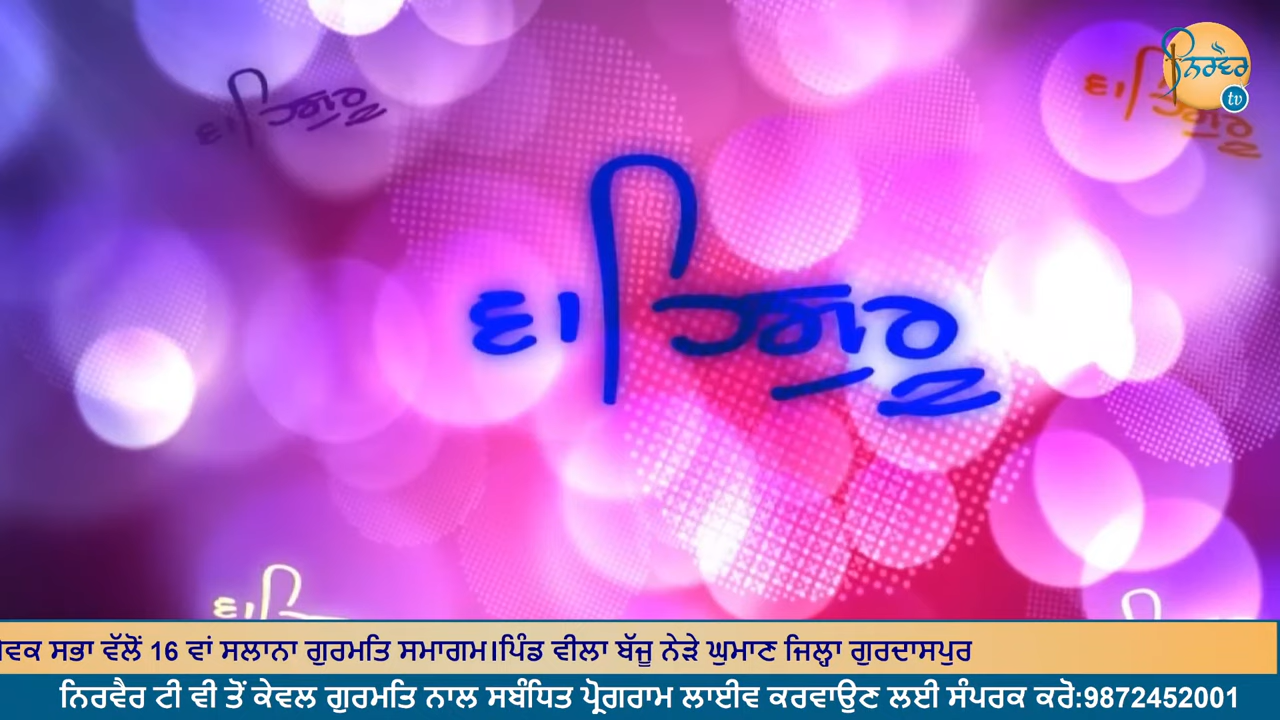 ਵਾਹਿਗੁਰੂ
ਵਾਹਿਗੁਰੂ
ਨਿਰਵੈਰ
tv
ਵਾਹਿਗੁਰੂ
ਸਭਾ ਵੱਲੋਂ 16 ਵਾਂ ਸਲਾਨਾ ਗੁਰਮਤਿ ਸਮਾਗਮ।ਪਿੰਡ ਵੀਲਾ ਬੱਜੂ ਨੇੜੇ ਘੁਮਾਣ ਜਿਲ੍ਹਾ ਗੁਰਦਾਸਪੁਰ
ਨਿਰਵੈਰ ਟੀ ਵੀ ਤੋਂ ਕੇਵਲ ਗੁਰਮਤਿ ਨਾਲ ਸਬੰਧਿਤ ਪ੍ਰੋਗਰਾਮ ਲਾਈਵ ਕਰਵਾਉਣ ਲਈ ਸੰਪਰਕ ਕਰੋ:9872452001